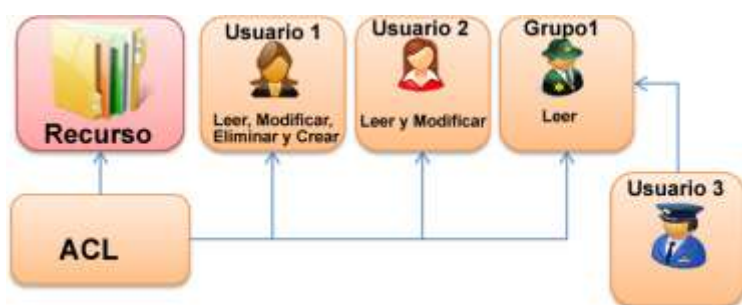 Recurso
Usuario 1
Leer, Modificar,
Eliminar y Crear
Usuario 2
Leer y Modificar
Grupo1
Leer
Usuario 3
ACL